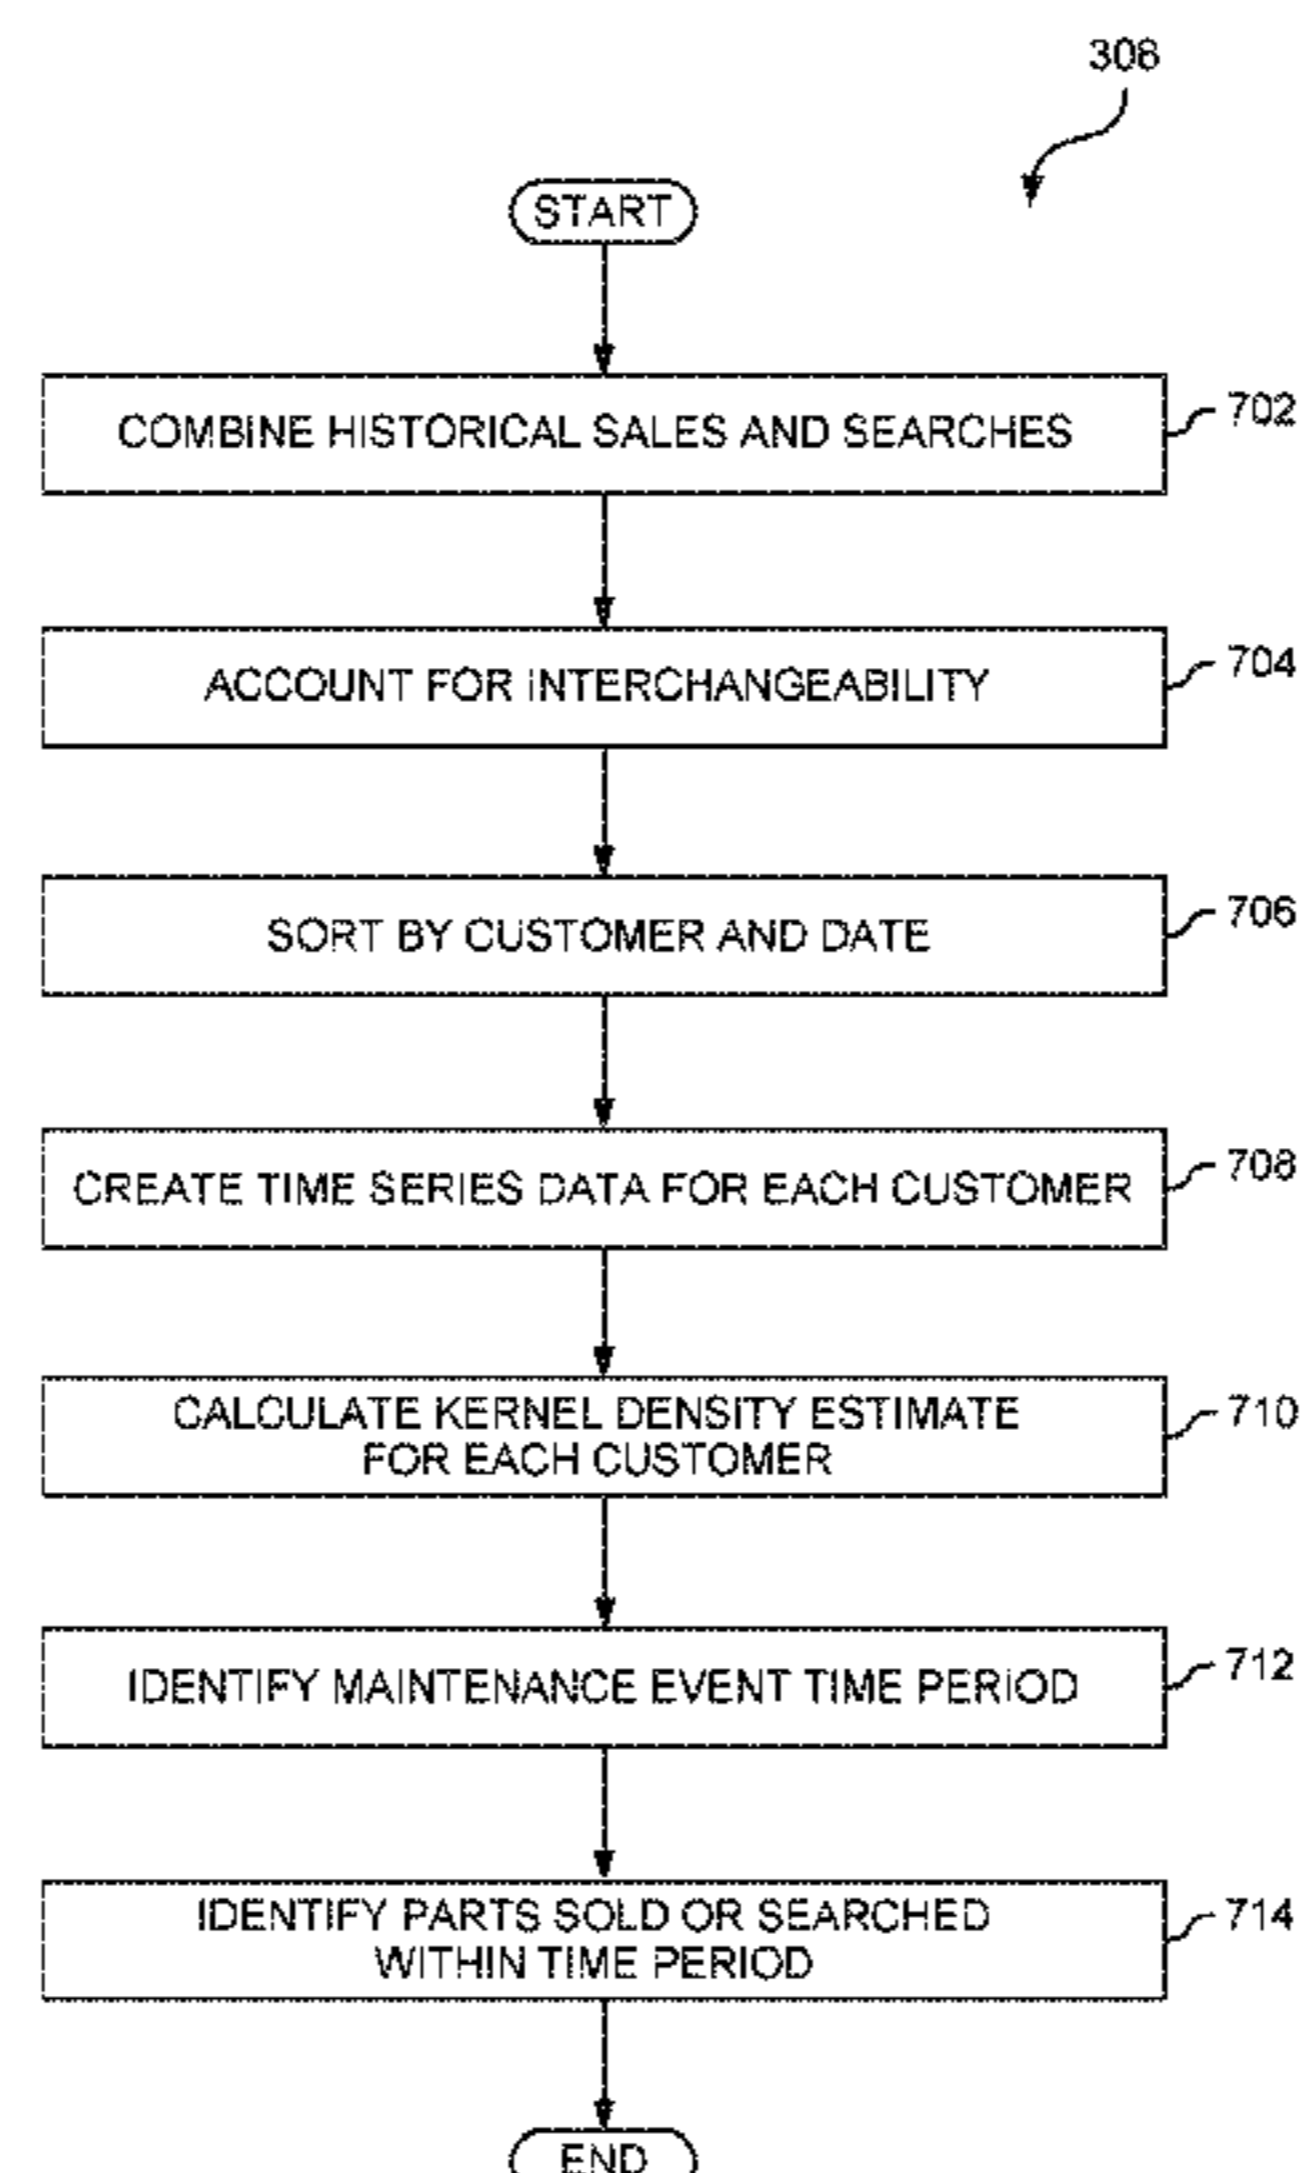 308
START
COMBINE HISTORICAL SALES AND SEARCHES
702
ACCOUNT FOR INTERCHANGEABILITY
704
SORT BY CUSTOMER AND DATE
706
CREATE TIME SERIES DATA FOR EACH CUSTOMER
708
CALCULATE KERNEL DENSITY ESTIMATE
FOR EACH CUSTOMER
710
IDENTIFY MAINTENANCE EVENT TIME PERIOD
712
IDENTIFY PARTS SOLD OR SEARCHED
WITHIN TIME PERIOD
714
END